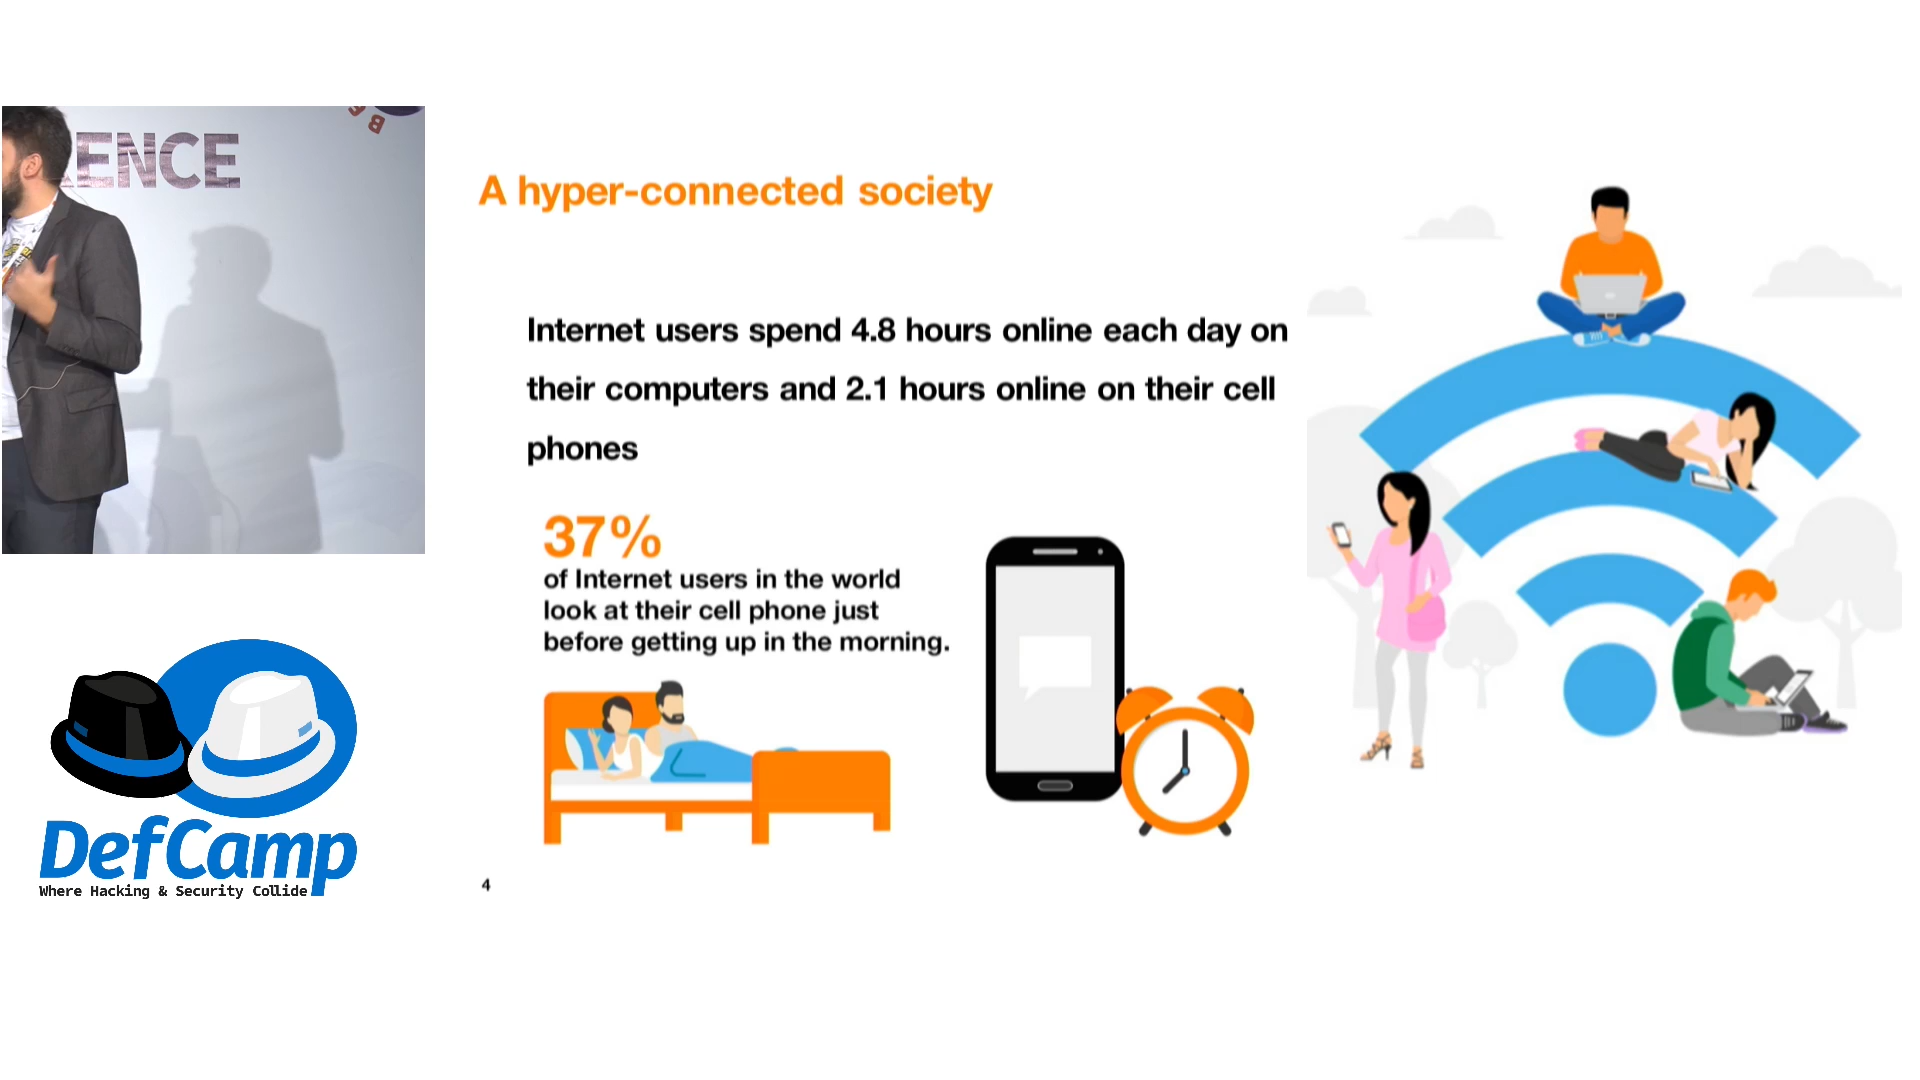 ENCE
A hyper-connected society
Internet users spend 4.8 hours online each day on
their computers and 2.1 hours online on their cell
phones
37%
of Internet users in the world
look at their cell phone just
before getting up in the morning.
4
DefCamp
Where Hacking & Security Collide